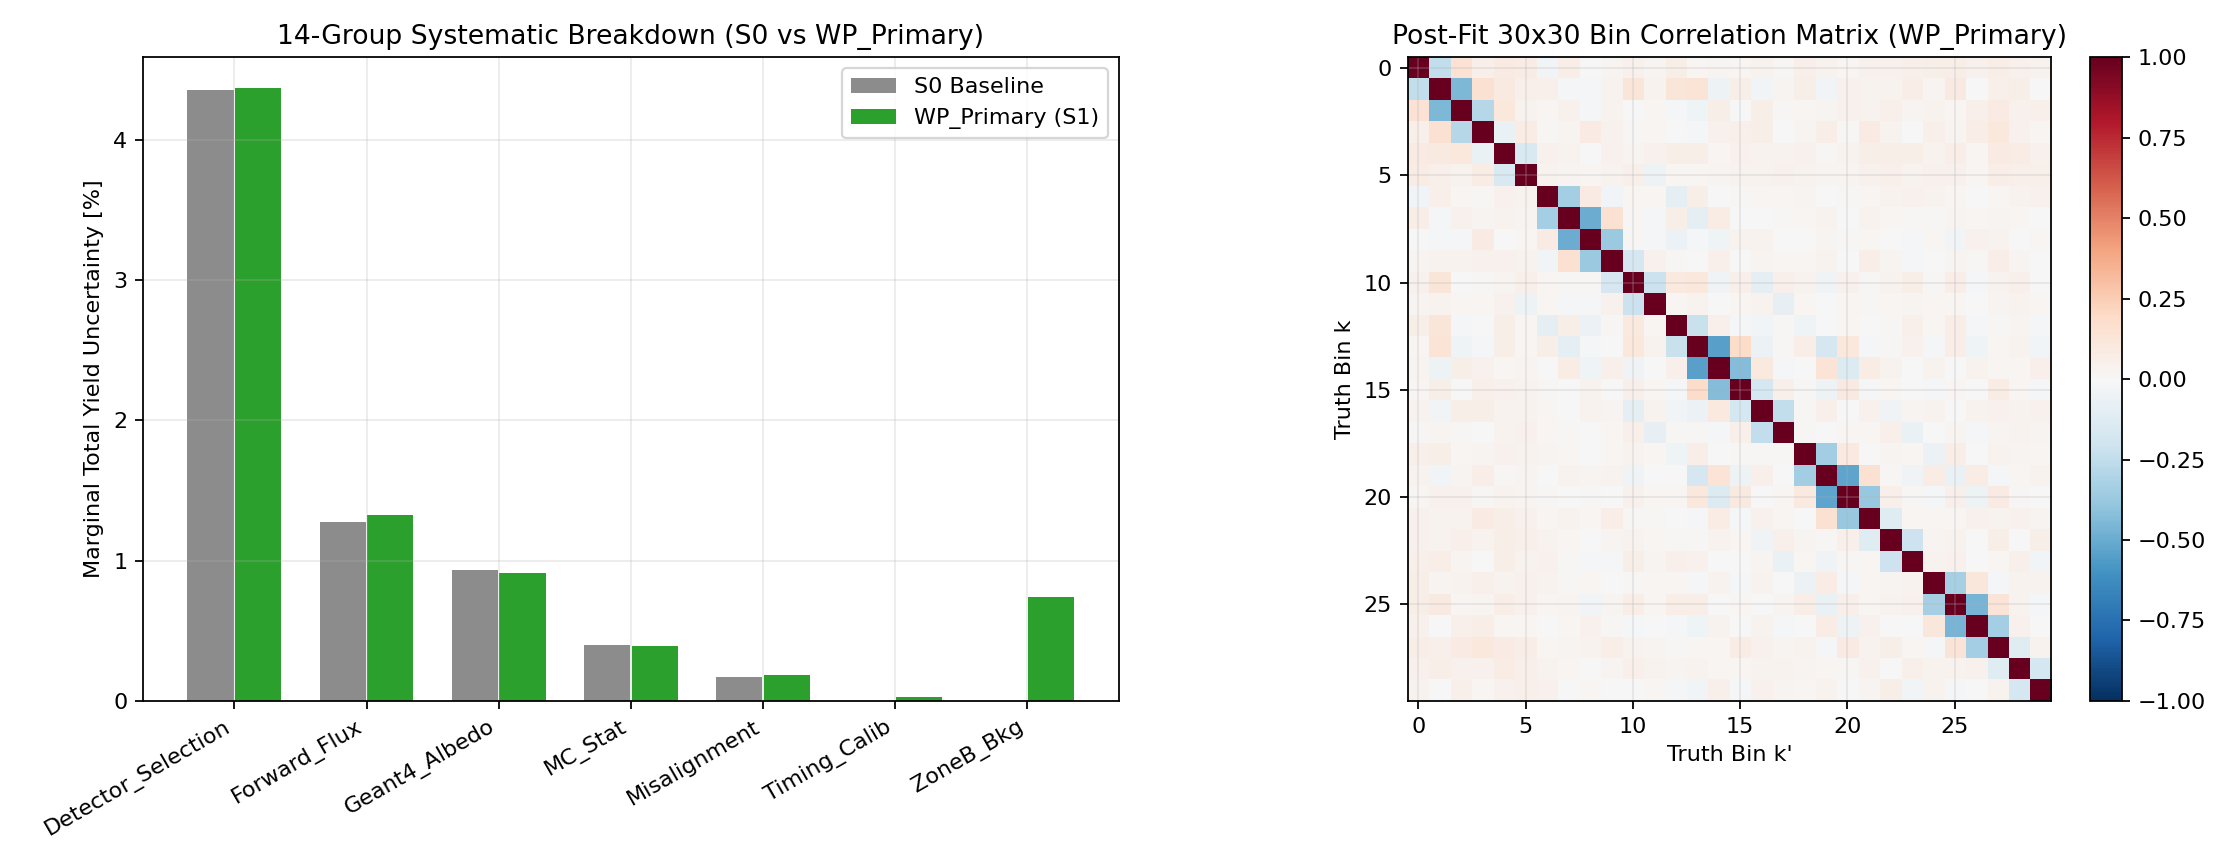 14-Group Systematic Breakdown (S0 vs WP_Primary)
Marginal Total Yield Uncertainty [%]
4
3
2
1
0
S0 Baseline
WP_Primary (S1)
Detector_Selection
Forward_Flux
Geant4_Albedo
MC_Stat
Misalignment
Timing_Calib
ZoneB_Bkg
Post-Fit 30x30 Bin Correlation Matrix (WP_Primary)
Truth Bin k
0
5
10
15
20
25
0
5
10
15
20
25
Truth Bin k'
1.00
0.75
0.50
0.25
0.00
−0.25
−0.50
−0.75
−1.00